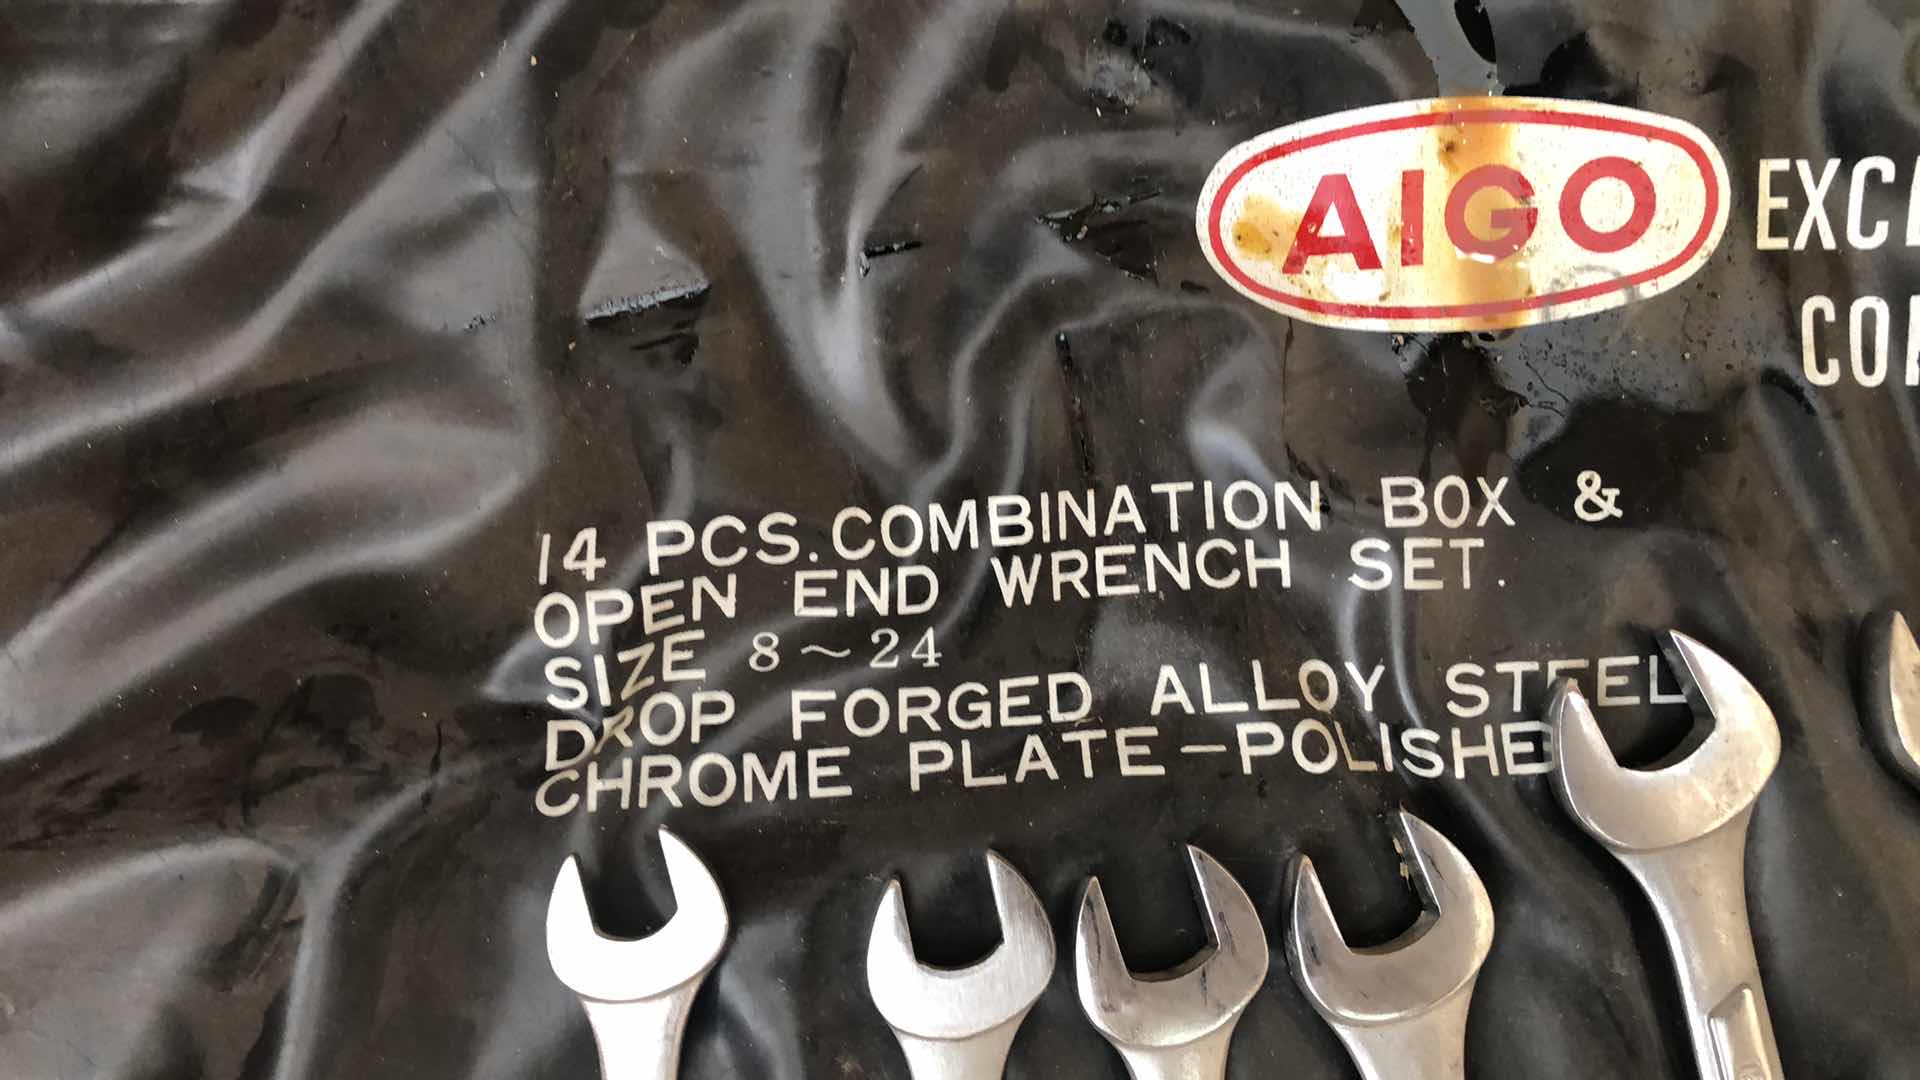 AIGO
14 PCS. COMBINATION BOX &
OPEN END WRENCH SET.
SIZE 8~24
DROP FORGED ALLOY STEEL
CHROME PLATE-POLISHED